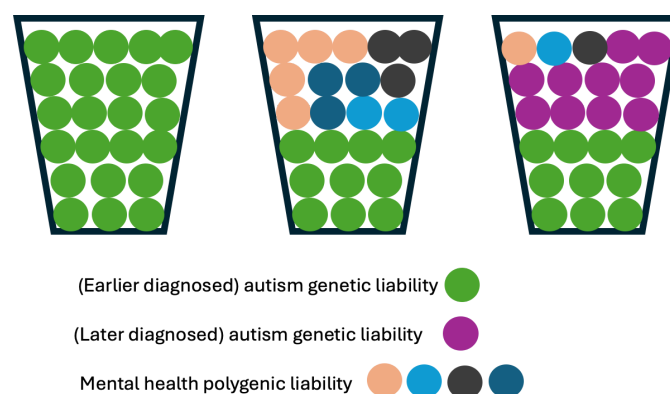 (Earlier diagnosed) autism genetic liability
(Later diagnosed) autism genetic liability
Mental health polygenic liability